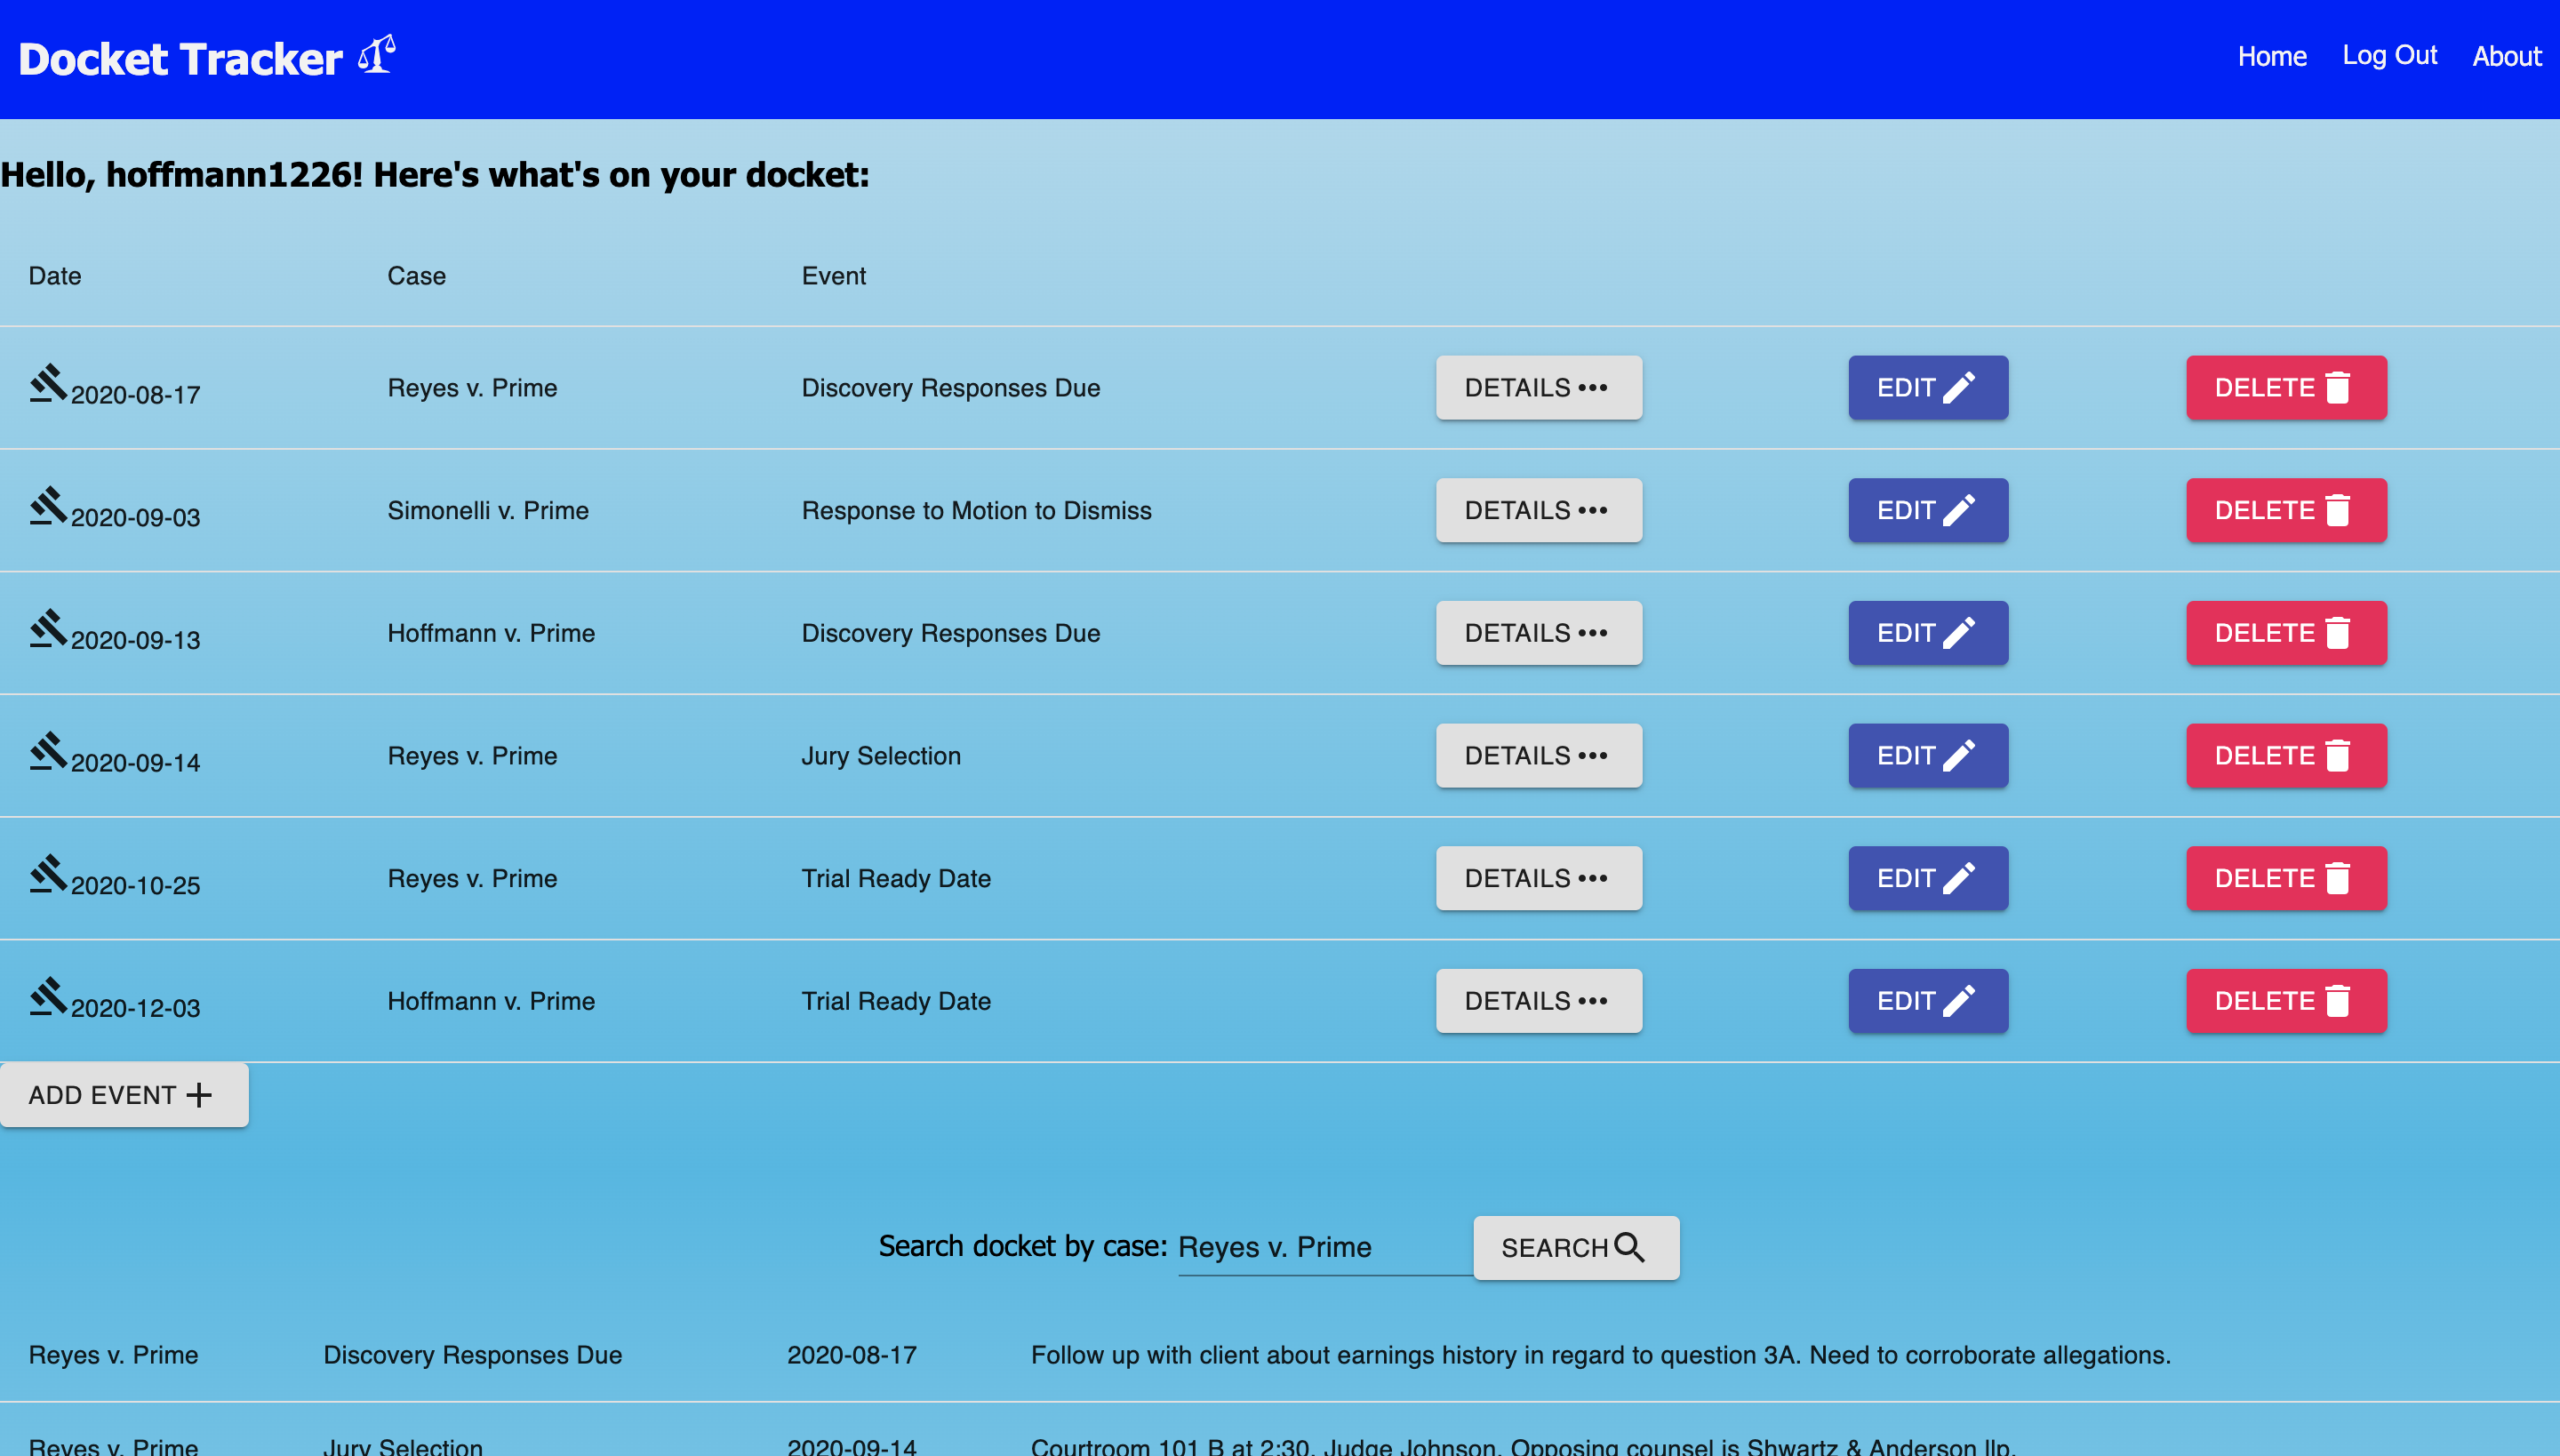 Docket Tracker Home Log Out About
Hello, hoffmann1226! Here's what's on your docket:
Date Case Event
2020-08-17 Reyes v. Prime Discovery Responses Due DETAILS EDIT DELETE
2020-09-03 Simonelli v. Prime Response to Motion to Dismiss DETAILS EDIT DELETE
2020-09-13 Hoffmann v. Prime Discovery Responses Due DETAILS EDIT DELETE
2020-09-14 Reyes v. Prime Jury Selection DETAILS EDIT DELETE
2020-10-25 Reyes v. Prime Trial Ready Date DETAILS EDIT DELETE
2020-12-03 Hoffmann v. Prime Trial Ready Date DETAILS EDIT DELETE
ADD EVENT
Search docket by case: Reyes v. Prime SEARCH
Reyes v. Prime Discovery Responses Due 2020-08-17 Follow up with client about earnings history in regard to question 3A. Need to corroborate allegations.
Reyes v. Prime Jury Selection 2020-09-14 Courtroom 101 B at 2:30. Judge Johnson. Opposing counsel is Shwartz & Anderson llp.